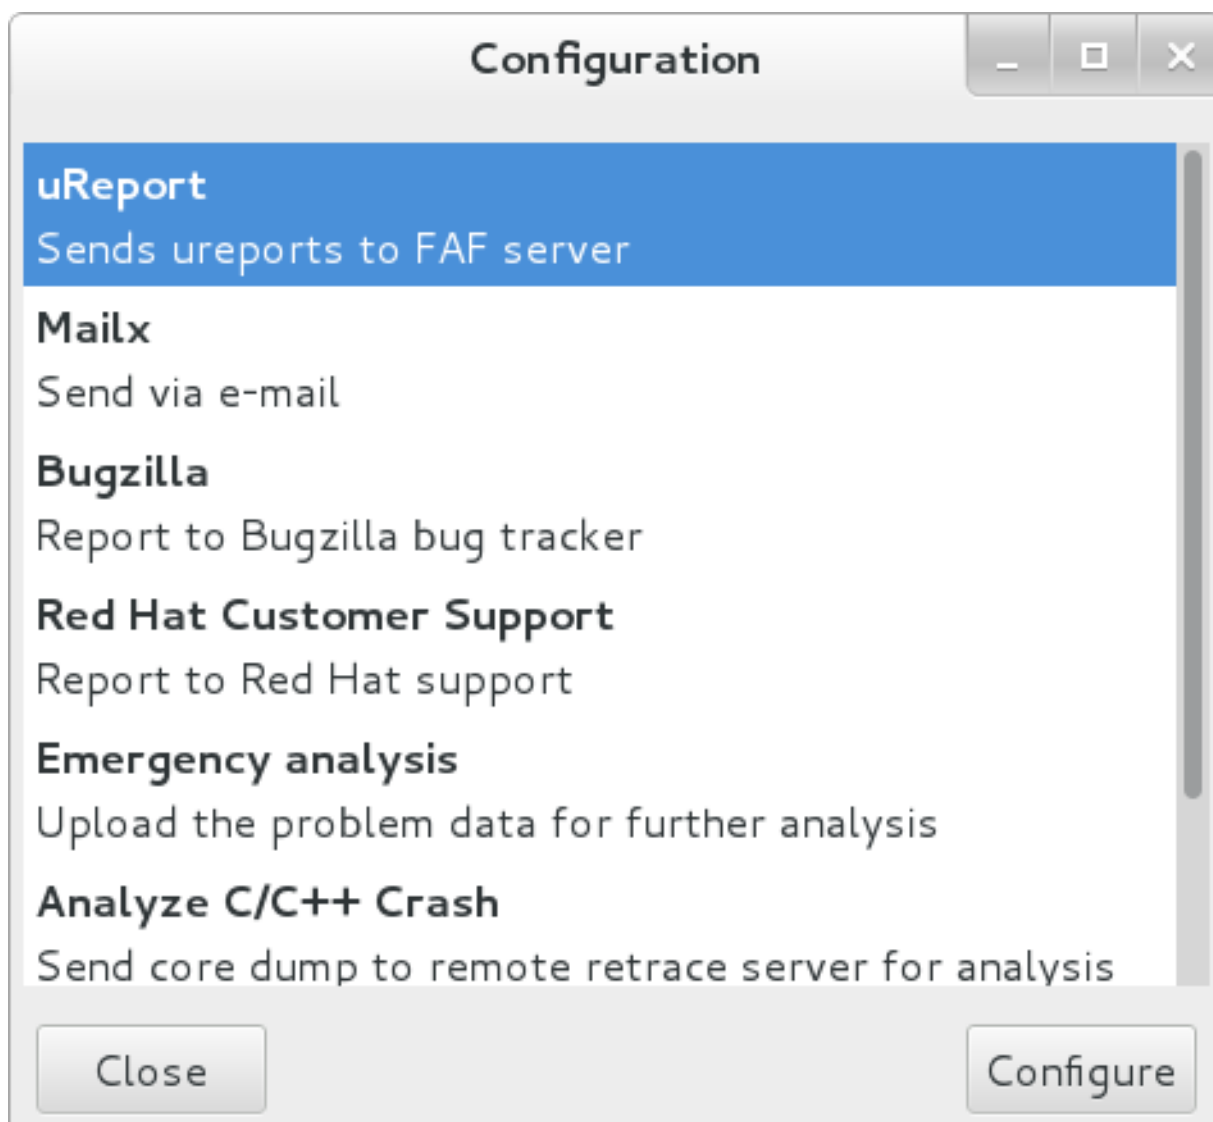 Configuration
uReport
Sends ureports to FAF server
Mailx
Send via e-mail
Bugzilla
Report to Bugzilla bug tracker
Red Hat Customer Support
Report to Red Hat support
Emergency analysis
Upload the problem data for further analysis
Analyze C/C++ Crash
Send core dump to remote retrace server for analysis
Close
Configure